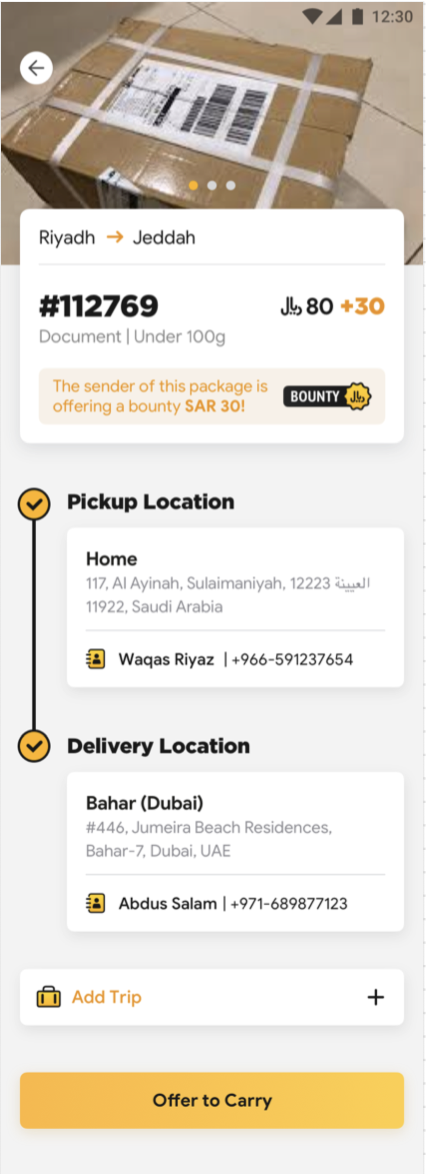 12:30
Riyadh → Jeddah
#112769
﷼ 80 +30
Document | Under 100g
The sender of this package is
offering a bounty SAR 30!
BOUNTY ﷼
Pickup Location
Home
117, Al Ayinah, Sulaimaniyah, 12223 العيينة
11922, Saudi Arabia
Waqas Riyaz | +966-591237654
Delivery Location
Bahar (Dubai)
#446, Jumeira Beach Residences,
Bahar-7, Dubai, UAE
Abdus Salam | +971-689877123
Add Trip +
Offer to Carry